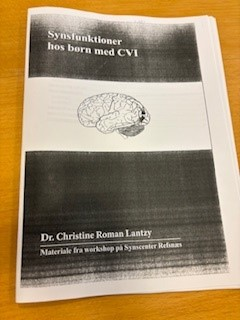 Synsfunktioner
hos børn med CVI
Dr. Christine Roman Lantzy
Materiale fra workshop på Synscenter Refsnæs